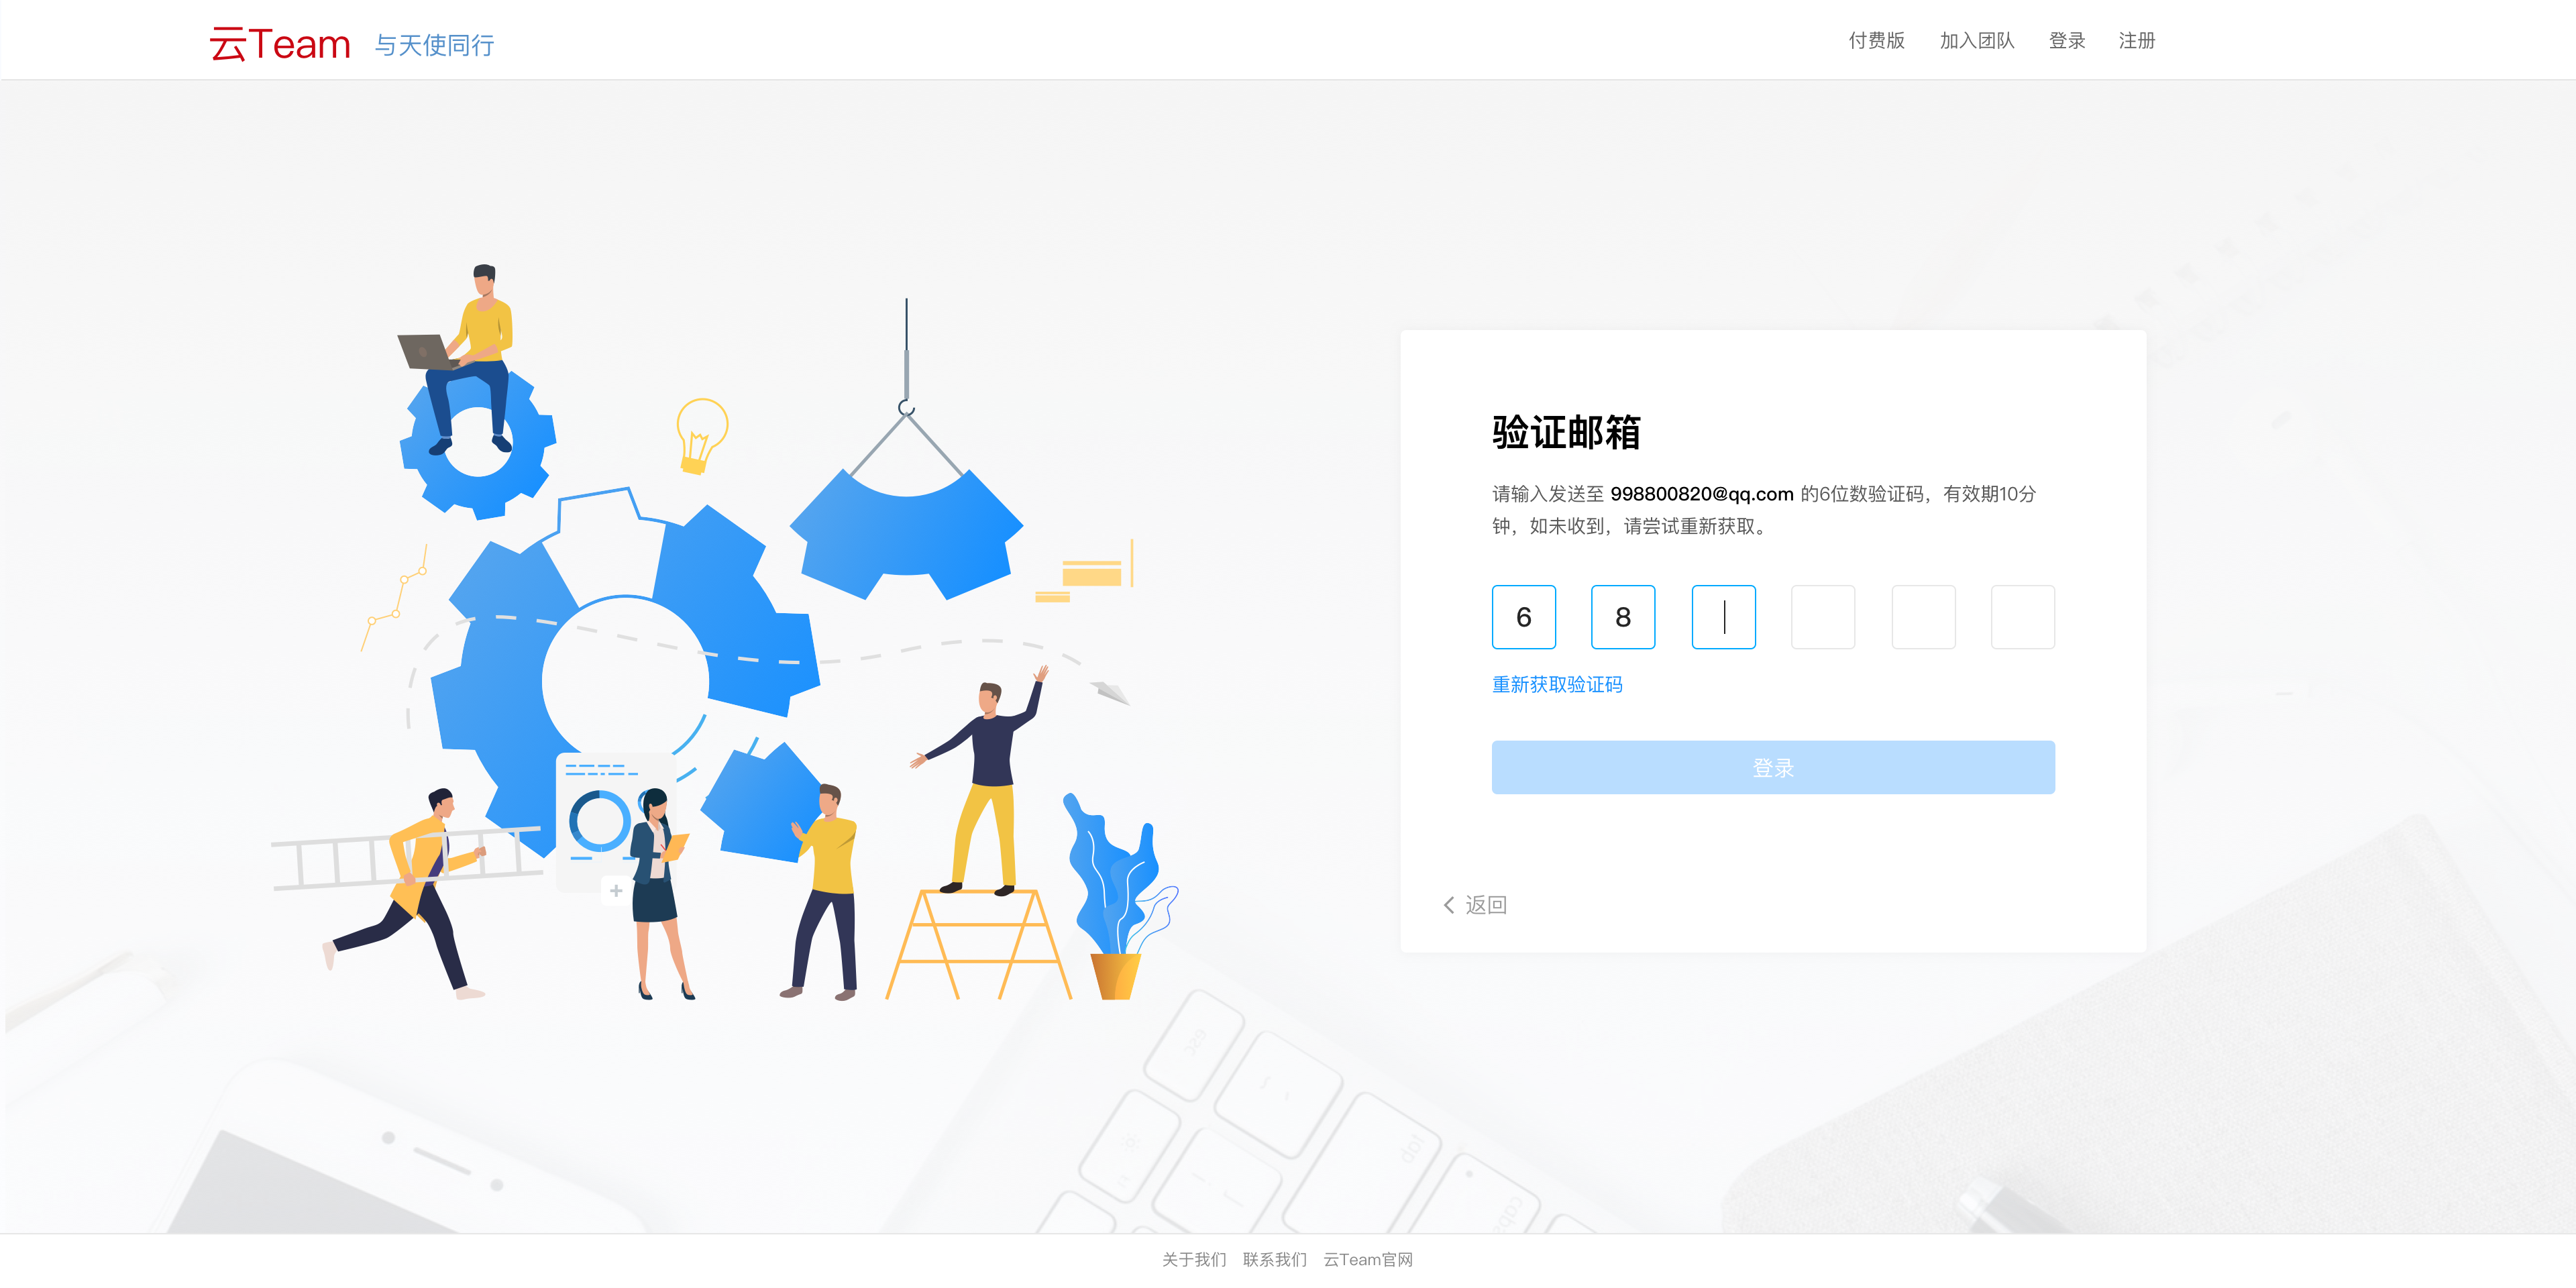 云Team 与天使同行 付费版 加入团队 登录 注册
验证邮箱
请输入发送至 998800820@qq.com 的6位数验证码，有效期10分
钟，如未收到，请尝试重新获取。
6 8
重新获取验证码
登录
返回
关于我们 联系我们 云Team官网